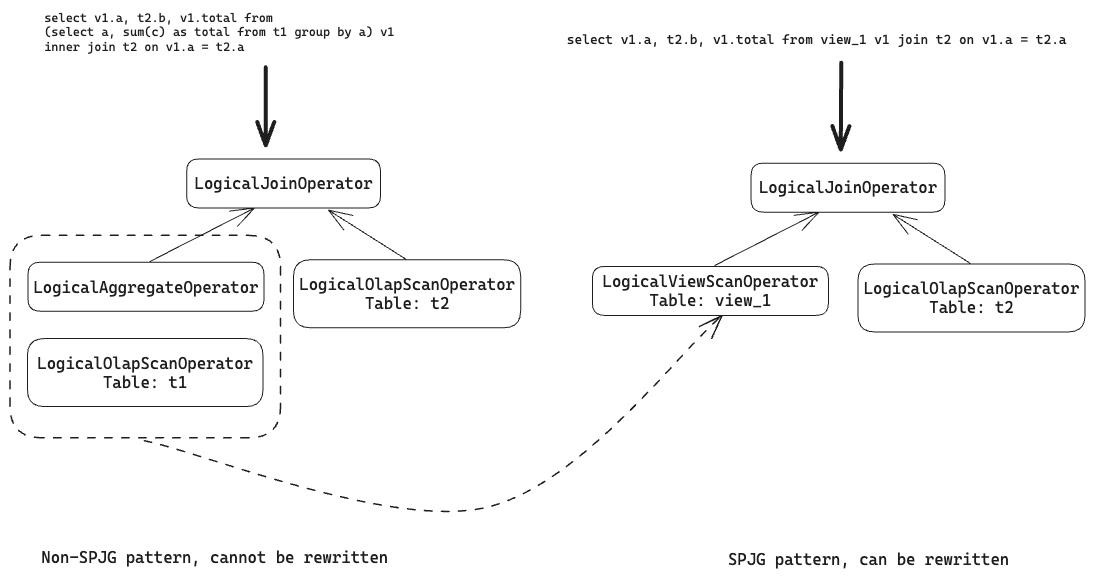 select v1.a, t2.b, v1.total from
(select a, sum(c) as total from t1 group by a) v1
inner join t2 on v1.a = t2.a
LogicalJoinOperator
LogicalAggregateOperator
LogicalOlapScanOperator
Table: t2
LogicalOlapScanOperator
Table: t1
Non-SPJG pattern, cannot be rewritten
select v1.a, t2.b, v1.total from view_1 v1 join t2 on v1.a = t2.a
LogicalJoinOperator
LogicalViewScanOperator
Table: view_1
LogicalOlapScanOperator
Table: t2
SPJG pattern, can be rewritten